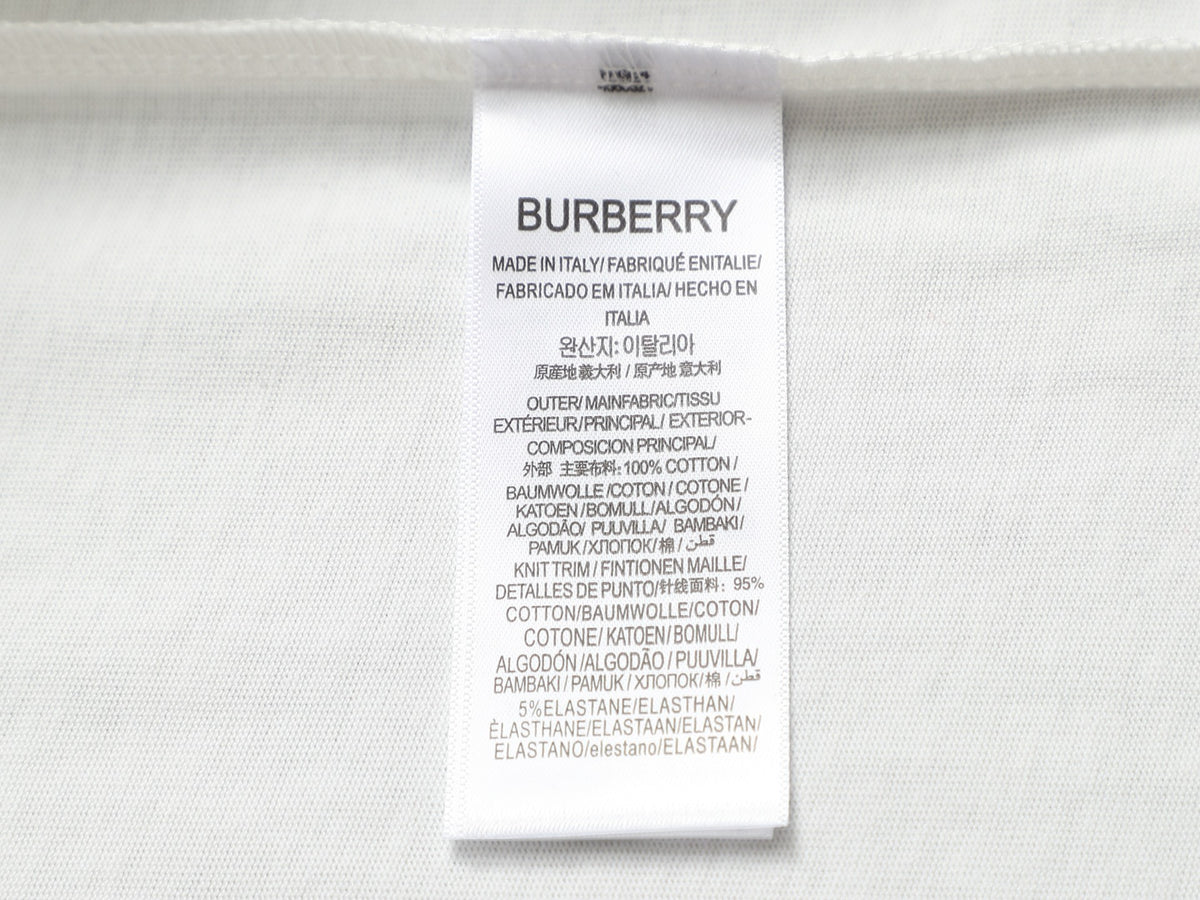 BURBERRY
MADE IN ITALY/ FABRIQUÉ ENITALIE/
FABRICADO EM ITALIA/ HECHO EN
ITALIA
완산지: 이탈리아
原産地義大利 / 原产地 意大利
OUTER/ MAINFABRIC/TISSU
EXTÉRIEUR/PRINCIPAL/ EXTERIOR-
COMPOSICION PRINCIPAL/
外部 主要布料:100% COTTON /
BAUMWOLLE /COTON / COTONE /
KATOEN /BOMULL/ALGODÓN/
ALGODÃO/ PUUVILLA/ BAMBAKI/
PAMUK /ХЛОПОК/棉 / قطن
KNIT TRIM / FINTIONEN MAILLE/
DETALLES DE PUNTO/针线面料: 95%
COTTON/BAUMWOLLE/COTON/
COTONE/ KATOEN/BOMULL/
ALGODÓN /ALGODÃO / PUUVILLA/
BAMBAKI / PAMUK / ХЛОПОК/棉 /قطن
5%ELASTANE/ELASTHAN/
ÈLASTHANE/ELASTAAN/ELASTAN/
ELASTANO/elestano/ELASTAAN/